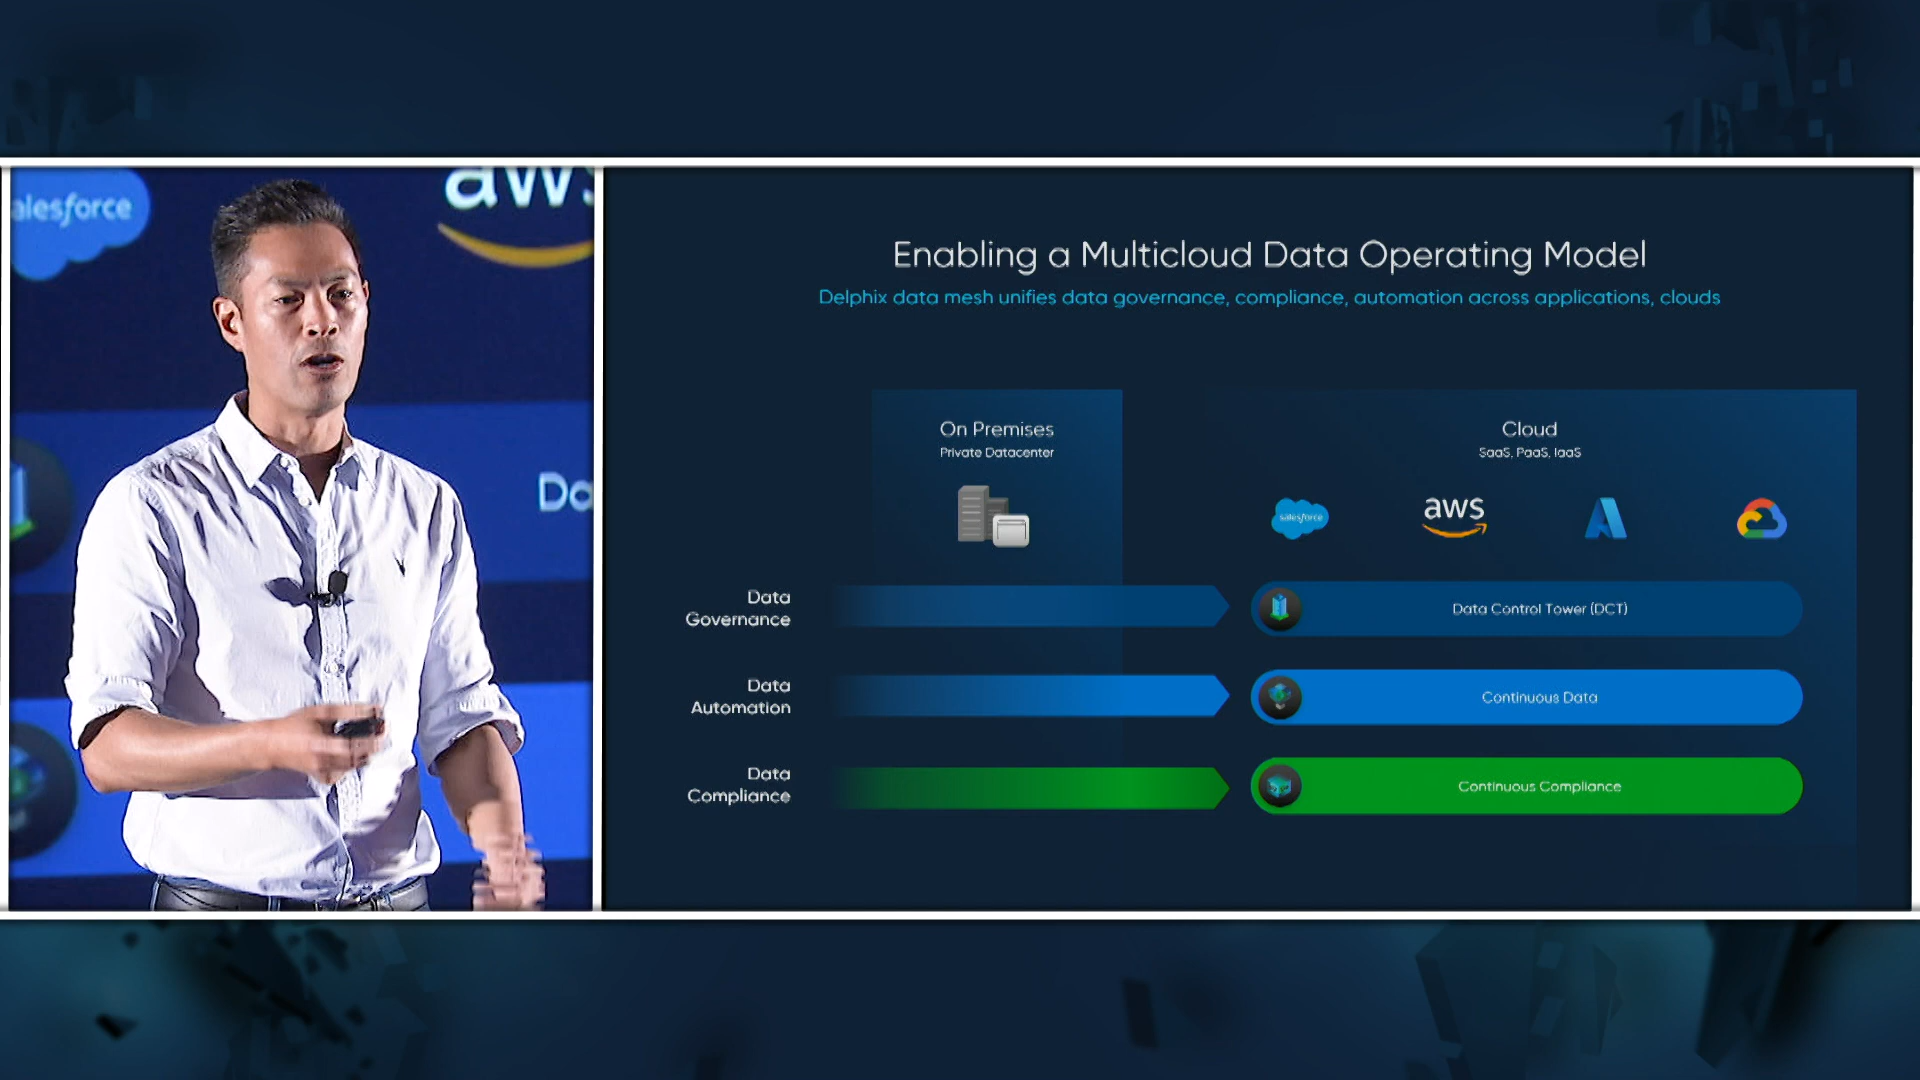 alesforce
aws
Da
Enabling a Multicloud Data Operating Model
Delphix data mesh unifies data governance, compliance, automation across applications, clouds
On Premises
Private Datacenter
Cloud
SaaS, PaaS, IaaS
salesforce
aws
Data
Governance
Data Control Tower (DCT)
Data
Automation
Continuous Data
Data
Compliance
Continuous Compliance